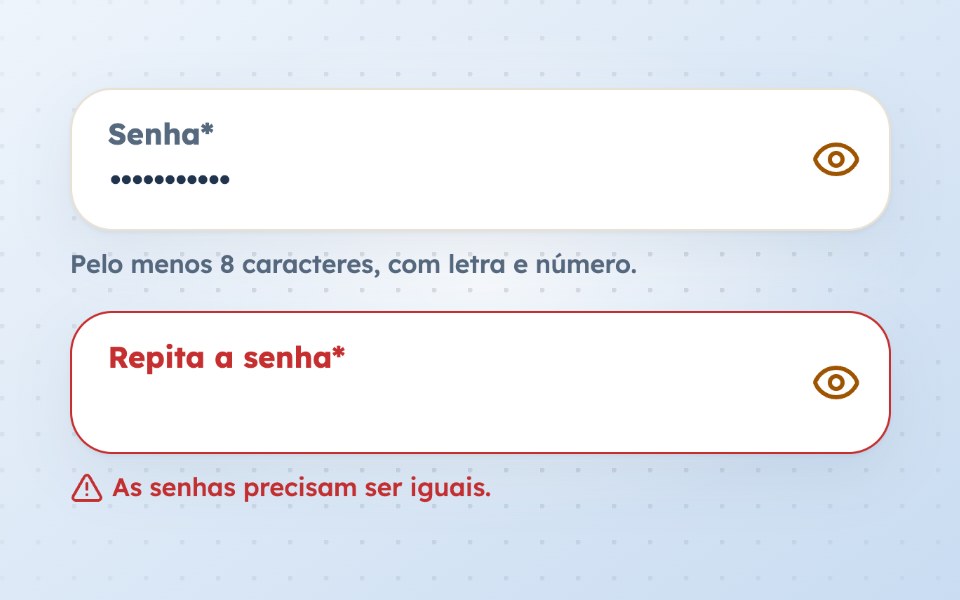 Senha*
•••••••••••
Pelo menos 8 caracteres, com letra e número.
Repita a senha*
As senhas precisam ser iguais.